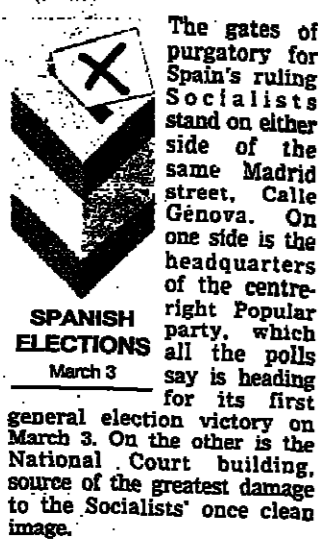 The gates of
purgatory for
Spain's ruling
Socialists
stand on either
side of the
same Madrid
street, Calle
Génova. On
one side is the
headquarters
of the centre-
right Popular
party, which
all the polls
say is heading
for its first
general election victory on
March 3. On the other is the
National Court building,
source of the greatest damage
to the Socialists' once clean
image.
SPANISH
ELECTIONS
March 3